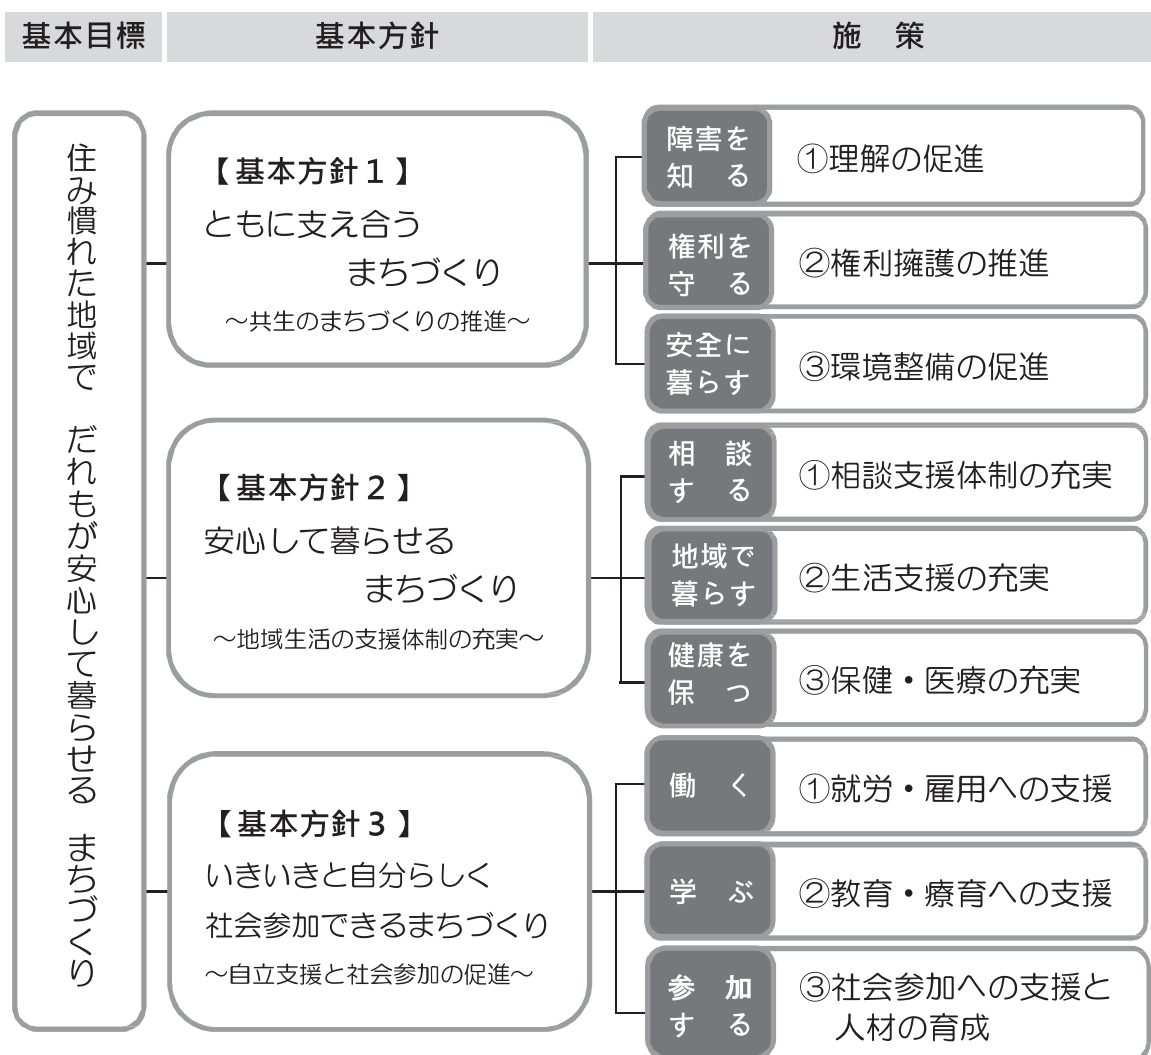 基本目標
基本方針
施　策
住み慣れた地域で　だれもが安心して暮らせる　まちづくり
【基本方針１】
ともに支え合う
まちづくり
～共生のまちづくりの推進～
障害を
知　る
①理解の促進
権利を
守　る
②権利擁護の推進
安全に
暮らす
③環境整備の促進
【基本方針２】
安心して暮らせる
まちづくり
～地域生活の支援体制の充実～
相　談
す　る
①相談支援体制の充実
地域で
暮らす
②生活支援の充実
健康を
保　つ
③保健・医療の充実
【基本方針３】
いきいきと自分らしく
社会参加できるまちづくり
～自立支援と社会参加の促進～
働　く
①就労・雇用への支援
学　ぶ
②教育・療育への支援
参　加
す　る
③社会参加への支援と
人材の育成